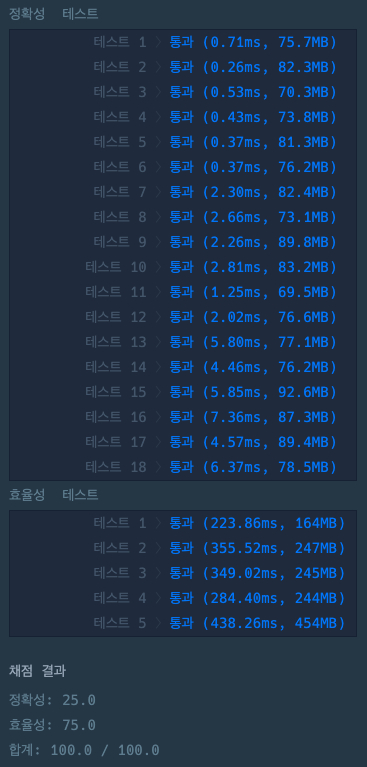 정확성  테스트
테스트 1 〉 통과 (0.71ms, 75.7MB)
테스트 2 〉 통과 (0.26ms, 82.3MB)
테스트 3 〉 통과 (0.53ms, 70.3MB)
테스트 4 〉 통과 (0.43ms, 73.8MB)
테스트 5 〉 통과 (0.37ms, 81.3MB)
테스트 6 〉 통과 (0.37ms, 76.2MB)
테스트 7 〉 통과 (2.30ms, 82.4MB)
테스트 8 〉 통과 (2.66ms, 73.1MB)
테스트 9 〉 통과 (2.26ms, 89.8MB)
테스트 10 〉 통과 (2.81ms, 83.2MB)
테스트 11 〉 통과 (1.25ms, 69.5MB)
테스트 12 〉 통과 (2.02ms, 76.6MB)
테스트 13 〉 통과 (5.80ms, 77.1MB)
테스트 14 〉 통과 (4.46ms, 76.2MB)
테스트 15 〉 통과 (5.85ms, 92.6MB)
테스트 16 〉 통과 (7.36ms, 87.3MB)
테스트 17 〉 통과 (4.57ms, 89.4MB)
테스트 18 〉 통과 (6.37ms, 78.5MB)
효율성  테스트
테스트 1 〉 통과 (223.86ms, 164MB)
테스트 2 〉 통과 (355.52ms, 247MB)
테스트 3 〉 통과 (349.02ms, 245MB)
테스트 4 〉 통과 (284.40ms, 244MB)
테스트 5 〉 통과 (438.26ms, 454MB)
채점 결과
정확성: 25.0
효율성: 75.0
합계: 100.0 / 100.0